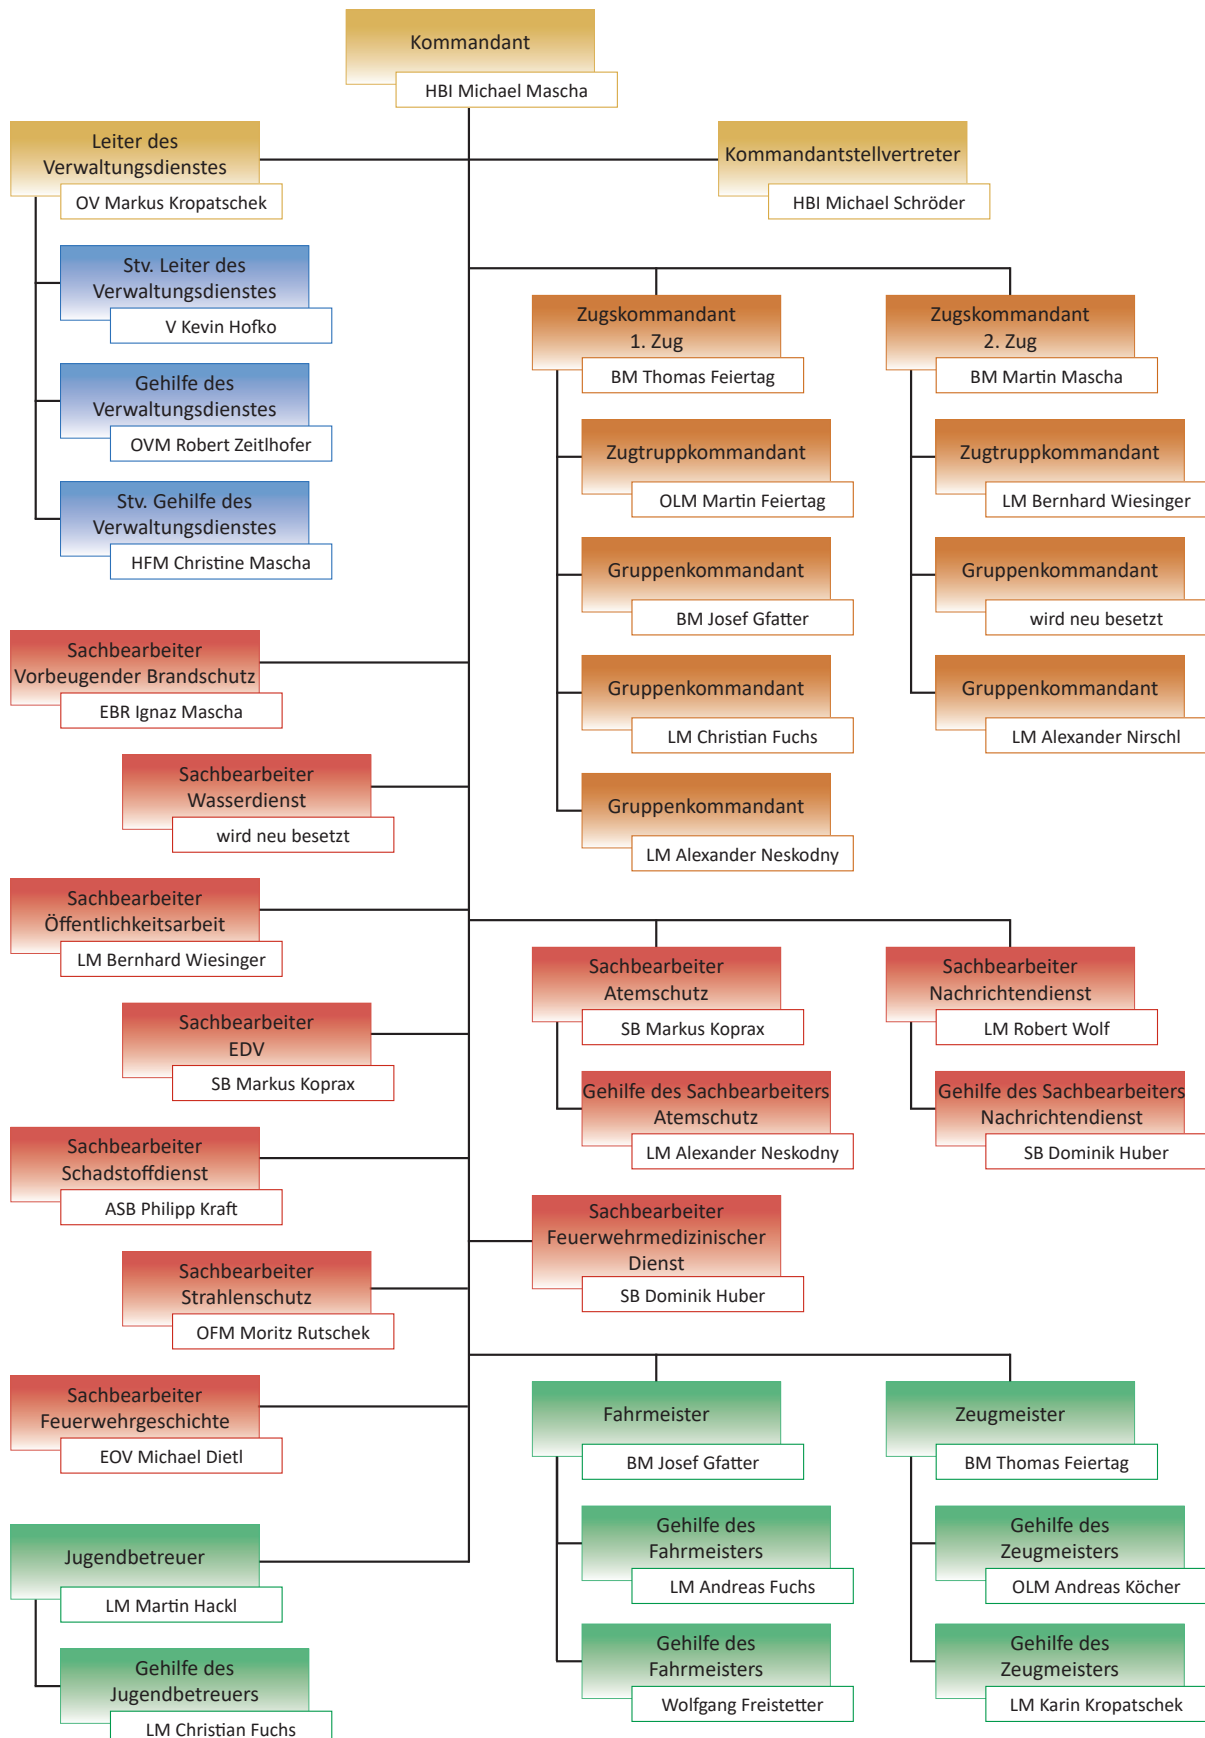 Kommandant
HBI Michael Mascha
Leiter des
Verwaltungsdienstes
OV Markus Kropatschek
Kommandantstellvertreter
HBI Michael Schröder
Stv. Leiter des
Verwaltungsdienstes
V Kevin Hofko
Gehilfe des
Verwaltungsdienstes
OVM Robert Zeitlhofer
Stv. Gehilfe des
Verwaltungsdienstes
HFM Christine Mascha
Zugskommandant
1. Zug
BM Thomas Feiertag
Zugtruppkommandant
OLM Martin Feiertag
Gruppenkommandant
BM Josef Gfatter
Gruppenkommandant
LM Christian Fuchs
Gruppenkommandant
LM Alexander Neskodny
Zugskommandant
2. Zug
BM Martin Mascha
Zugtruppkommandant
LM Bernhard Wiesinger
Gruppenkommandant
wird neu besetzt
Gruppenkommandant
LM Alexander Nirschl
Sachbearbeiter
Vorbeugender Brandschutz
EBR Ignaz Mascha
Sachbearbeiter
Wasserdienst
wird neu besetzt
Sachbearbeiter
Öffentlichkeitsarbeit
LM Bernhard Wiesinger
Sachbearbeiter
EDV
SB Markus Koprax
Sachbearbeiter
Schadstoffdienst
ASB Philipp Kraft
Sachbearbeiter
Strahlenschutz
OFM Moritz Rutschek
Sachbearbeiter
Feuerwehrgeschichte
EOV Michael Dietl
Sachbearbeiter
Atemschutz
SB Markus Koprax
Gehilfe des Sachbearbeiters
Atemschutz
LM Alexander Neskodny
Sachbearbeiter
Nachrichtendienst
LM Robert Wolf
Gehilfe des Sachbearbeiters
Nachrichtendienst
SB Dominik Huber
Sachbearbeiter
Feuerwehrmedizinischer
Dienst
SB Dominik Huber
Jugendbetreuer
LM Martin Hackl
Gehilfe des
Jugendbetreuers
LM Christian Fuchs
Fahrmeister
BM Josef Gfatter
Gehilfe des
Fahrmeisters
LM Andreas Fuchs
Gehilfe des
Fahrmeisters
Wolfgang Freistetter
Zeugmeister
BM Thomas Feiertag
Gehilfe des
Zeugmeisters
OLM Andreas Köcher
Gehilfe des
Zeugmeisters
LM Karin Kropatschek